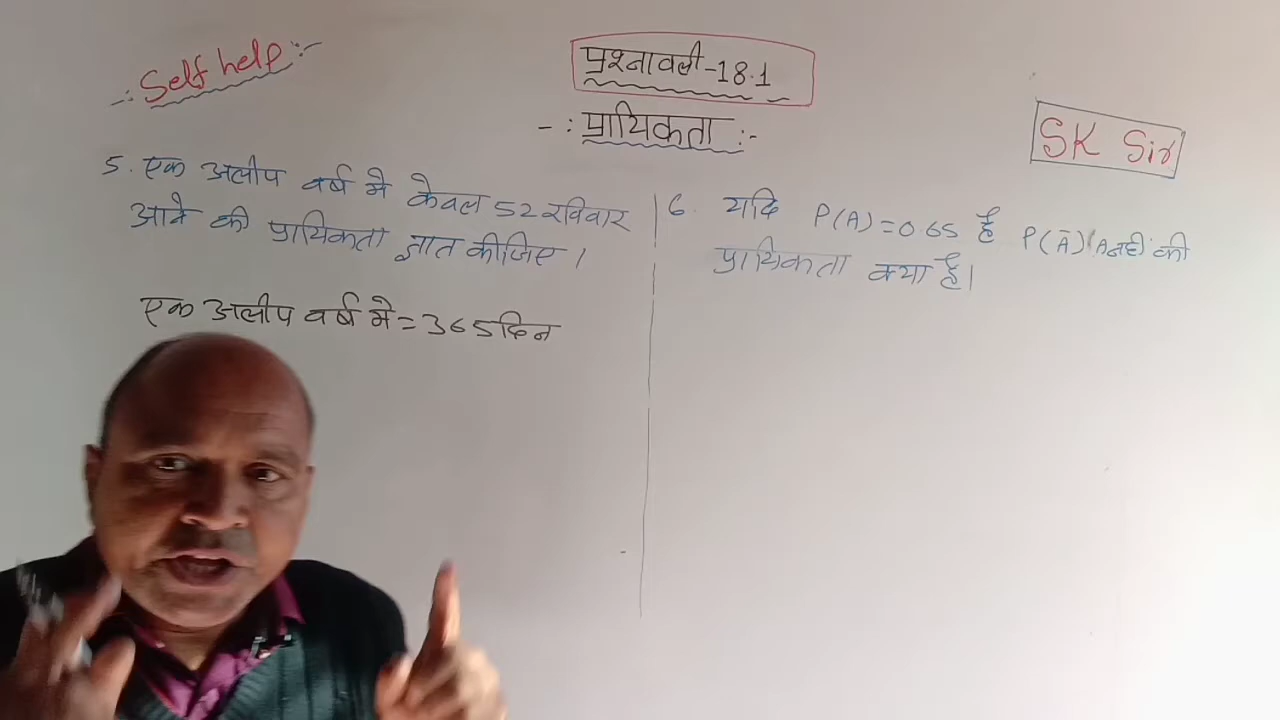 Self help :-
प्रश्नावली-18.1
-: प्रायिकता :-
SK Sir
5. एक अलीप वर्ष मे केवल 52 रविवार
आने की प्रायिकता ज्ञात कीजिए।
एक अलीप वर्ष मे = 365 दिन
6. यदि P(A) = 0.65 है P(Ā) 'A नहीं' की
प्रायिकता क्या है।